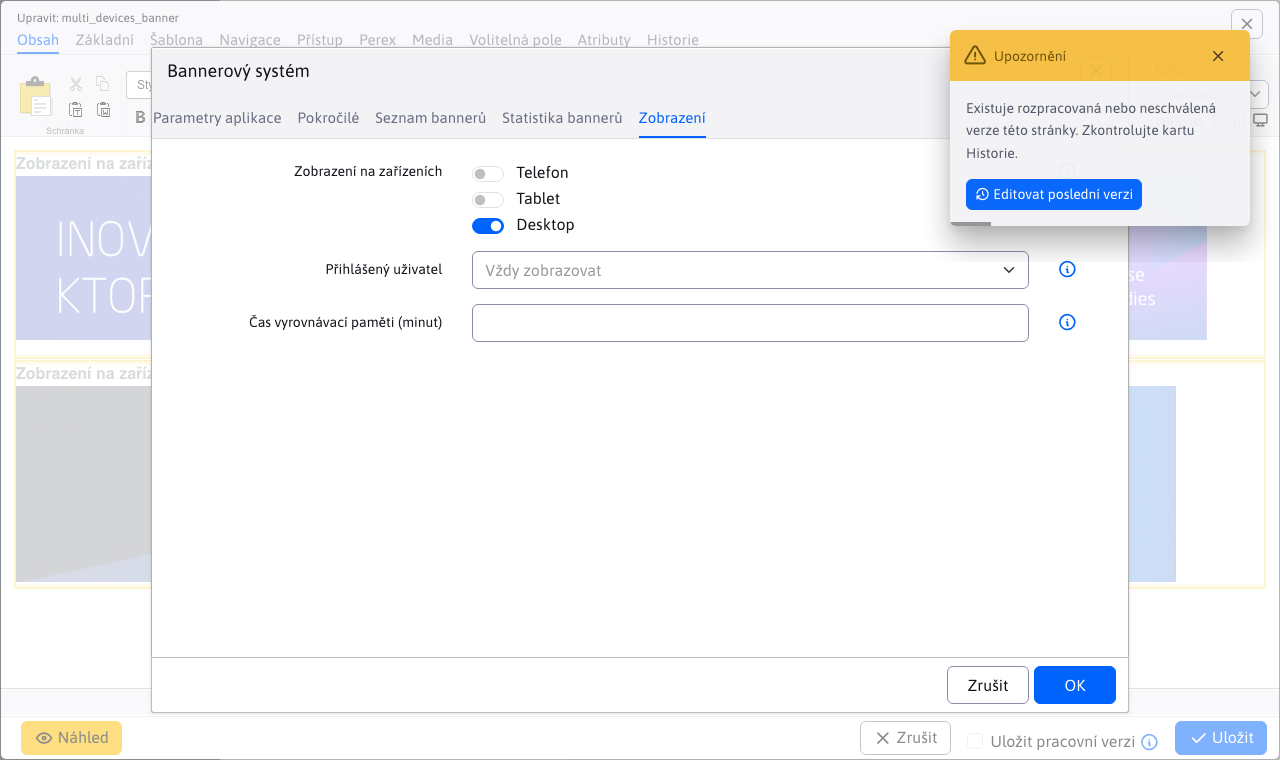 Upravit: multi_devices_banner
Obsah Základní Šablona Navigace Přístup Perex Media Volitelná pole Atributy Historie
Schránka
B
Bannerový systém
Parametry aplikace Pokročilé Seznam bannerů Statistika bannerů Zobrazení
Upozornění
Existuje rozpracovaná nebo neschválená
verze této stránky. Zkontrolujte kartu
Historie.
Editovat poslední verzi
Zobrazení na zaříz
INOV
KTOR
Zobrazení na zařízeních
Telefon
Tablet
Desktop
Přihlášený uživatel
Vždy zobrazovat
Čas vyrovnávací paměti (minut)
Zobrazení na zaříz
Zrušit OK
Náhled
Zrušit Uložit pracovní verzi Uložit